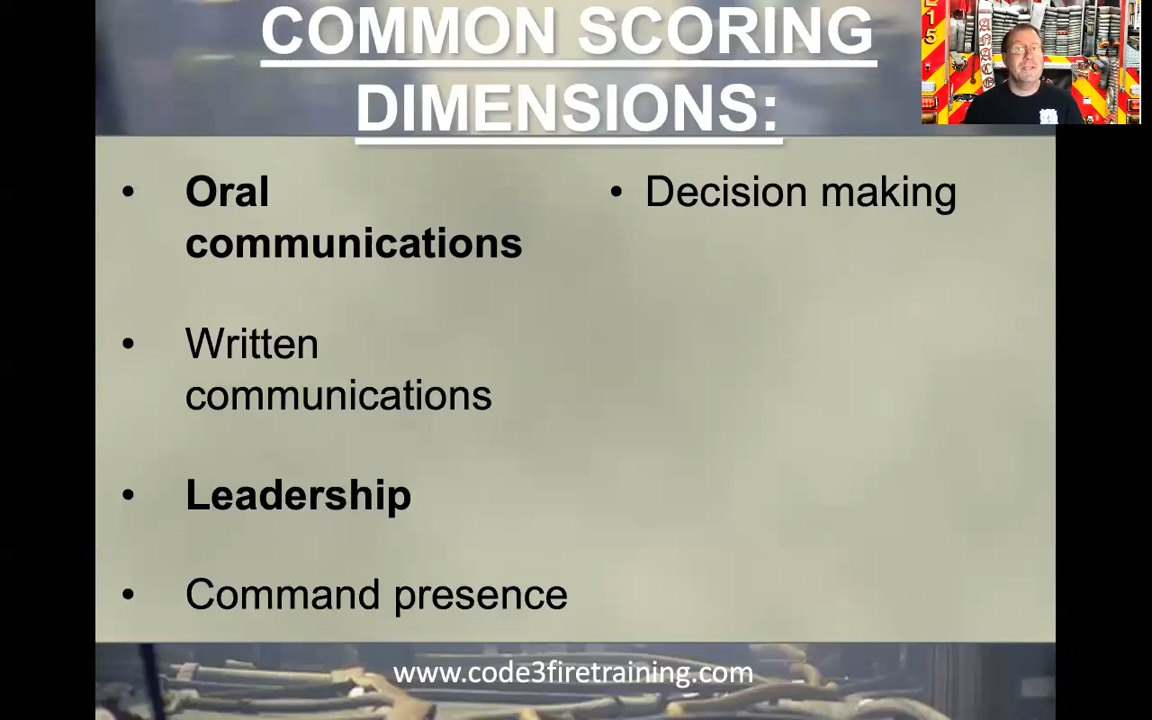 COMMON SCORING
DIMENSIONS:
• Oral
communications
• Written
communications
• Leadership
• Command presence
• Decision making
www.code3firetraining.com